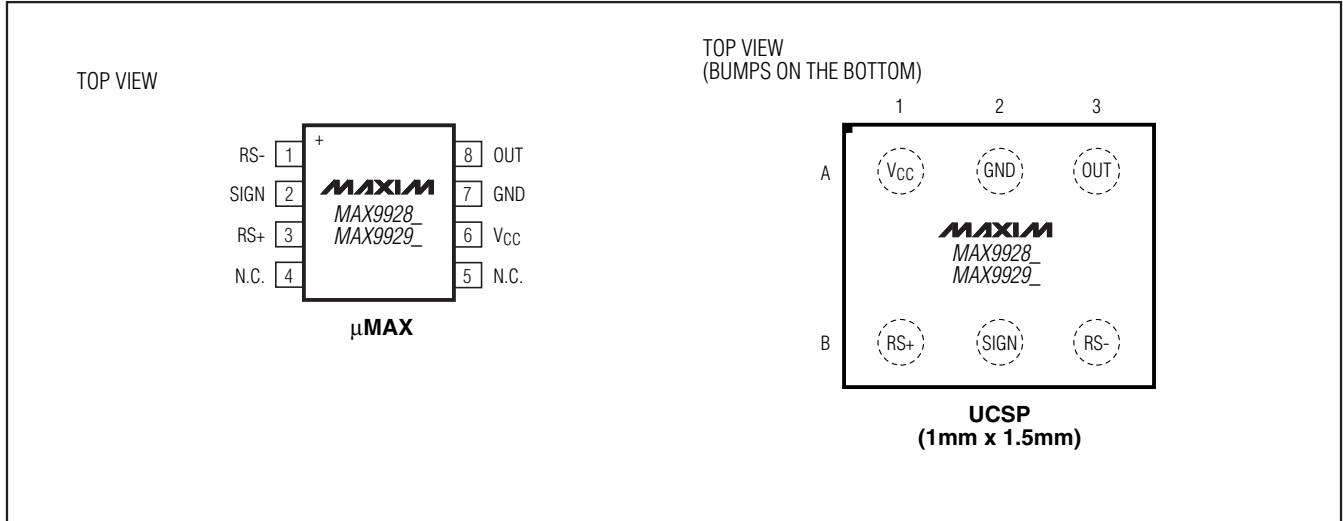 TOP VIEW
+
RS- 1
8 OUT
SIGN 2
7 GND
RS+ 3
6 VCC
N.C. 4
5 N.C.
MAXIM
MAX9928_
MAX9929_
µMAX
TOP VIEW
(BUMPS ON THE BOTTOM)
1 2 3
A VCC GND OUT
MAXIM
MAX9928_
MAX9929_
B RS+ SIGN RS-
UCSP
(1mm x 1.5mm)